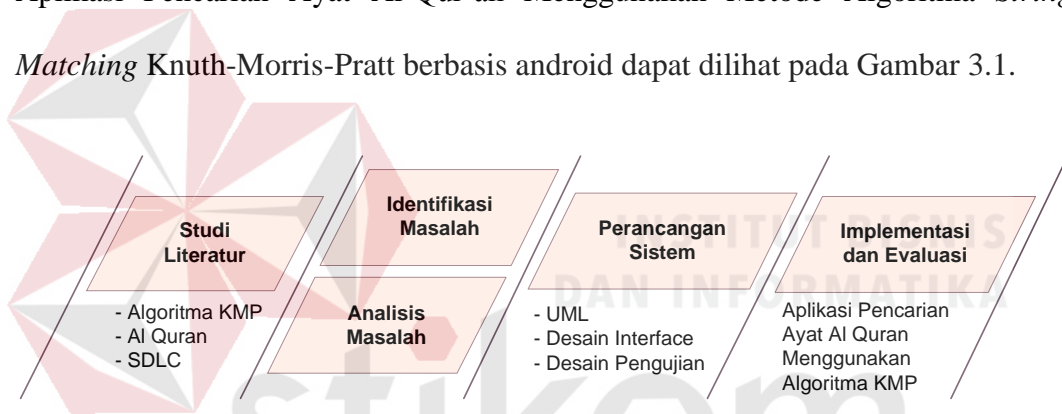 Aplikasi Pencarian Ayat Al Qur'an Menggunakan Metode Algoritma String
Matching Knuth-Morris-Pratt berbasis android dapat dilihat pada Gambar 3.1.
Studi
Literatur
- Algoritma KMP
- Al Quran
- SDLC
Identifikasi
Masalah
Analisis
Masalah
Perancangan
Sistem
- UML
- Desain Interface
- Desain Pengujian
Implementasi
dan Evaluasi
Aplikasi Pencarian
Ayat Al Quran
Menggunakan
Algoritma KMP
INSTITUT BISNIS
DAN INFORMATIKA
stikom